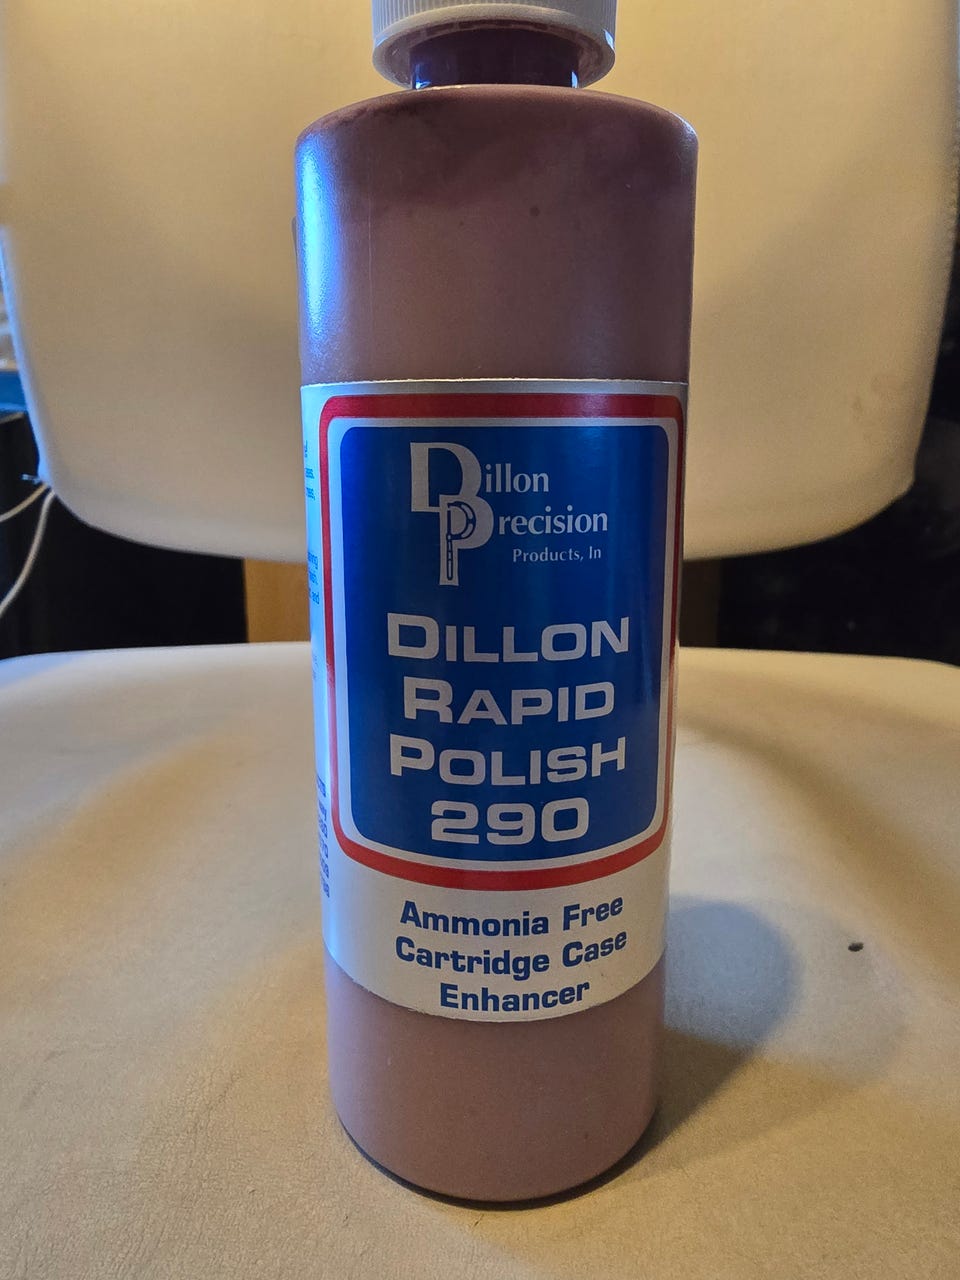 Dillon
Precision
Products, In
DILLON
RAPID
POLISH
290
Ammonia Free
Cartridge Case
Enhancer